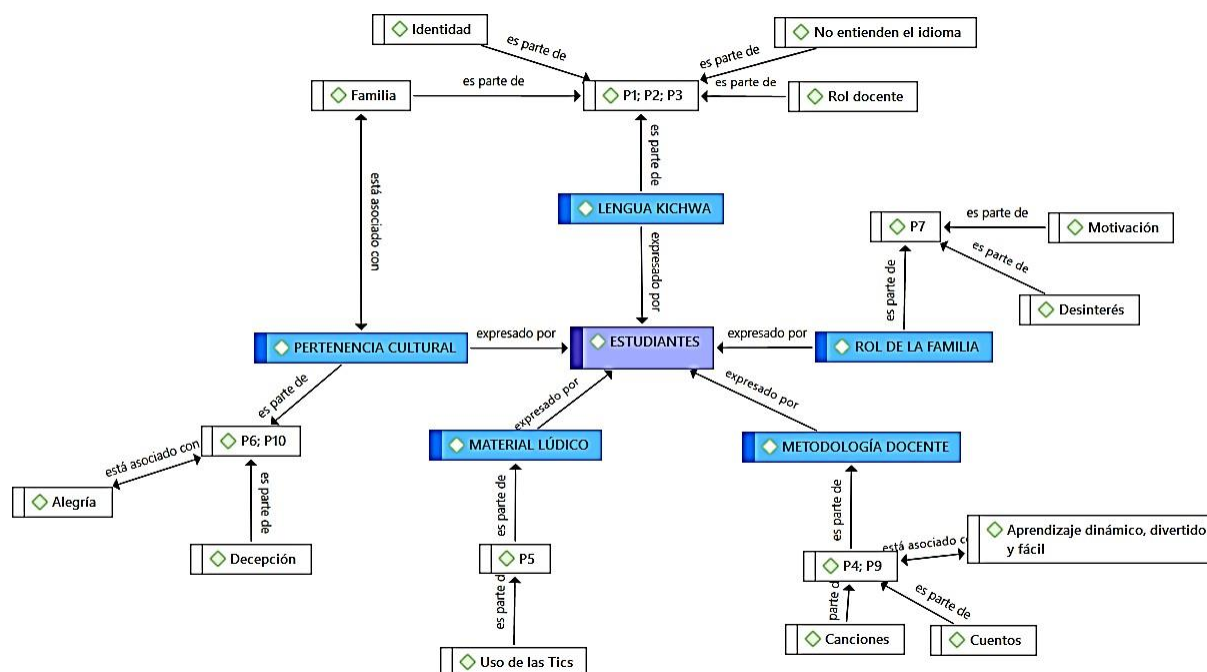 Identidad
es parte de
No entienden el idioma
es parte de
Familia
es parte de
P1; P2; P3
es parte de
Rol docente
es parte de
está asociado con
LENGUA KICHWA
expresado por
P7
es parte de
Motivación
es parte de
es parte de
Desinterés
PERTENENCIA CULTURAL
expresado por
ESTUDIANTES
expresado por
ROL DE LA FAMILIA
es parte de
expresado por
expresado por
P6; P10
está asociado con
Alegría
es parte de
Decepción
MATERIAL LÚDICO
es parte de
P5
es parte d
Uso de las Tics
METODOLOGÍA DOCENTE
es parte de
P4; P9
está asociado co
Aprendizaje dinámico, divertido
y fácil
parte d
es parte de
Canciones
Cuentos